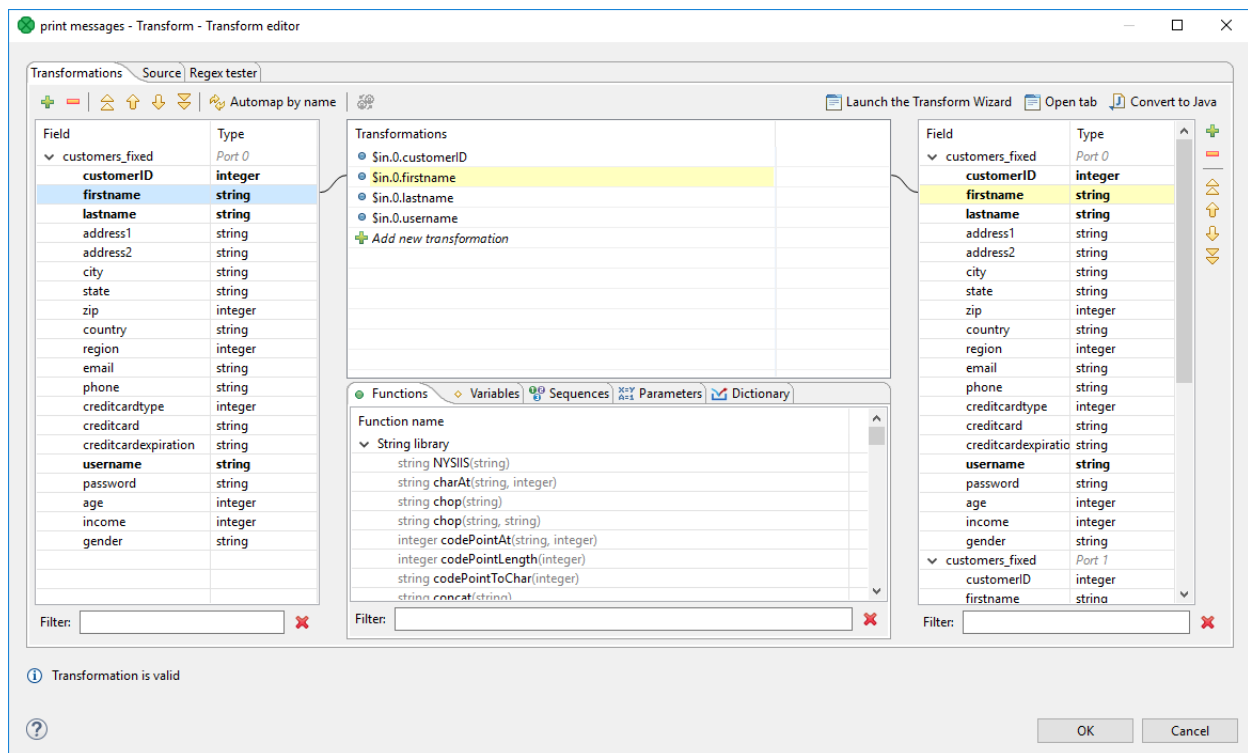 print messages - Transform - Transform editor
Transformations Source Regex tester
Automap by name Launch the Transform Wizard Open tab Convert to Java
Field Type
customers_fixed Port 0
customerID integer
firstname string
lastname string
address1 string
address2 string
city string
state string
zip integer
country string
region integer
email string
phone string
creditcardtype integer
creditcard string
creditcardexpiration string
username string
password string
age integer
income integer
gender string
Filter:
Transformations
$in.0.customerID
$in.0.firstname
$in.0.lastname
$in.0.username
Add new transformation
Functions Variables Sequences X=Y A=1 Parameters Dictionary
Function name
String library
string NYSIIS(string)
string charAt(string, integer)
string chop(string)
string chop(string, string)
integer codePointAt(string, integer)
integer codePointLength(integer)
string codePointToChar(integer)
string concat(string)
Filter:
Field Type
customers_fixed Port 0
customerID integer
firstname string
lastname string
address1 string
address2 string
city string
state string
zip integer
country string
region integer
email string
phone string
creditcardtype integer
creditcard string
creditcardexpiratio string
username string
password string
age integer
income integer
gender string
customers_fixed Port 1
customerID integer
firstname string
Filter:
Transformation is valid
OK Cancel